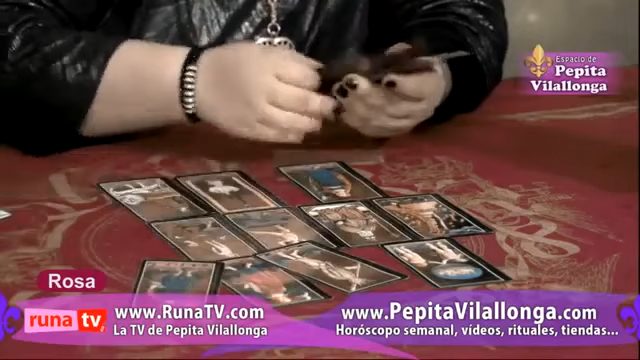 Espacio de
Pepita
Vilallonga
Rosa
runa tv
www.RunaTV.com
La TV de Pepita Vilallonga
www.PepitaVilallonga.com
Horóscopo semanal, vídeos, rituales, tiendas...